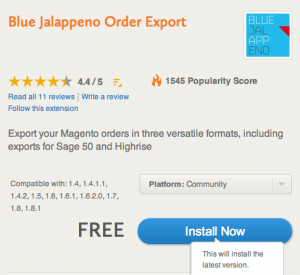 Blue Jalappeno Order Export
BLUE
JAL
APP
ENO
4.4 / 5
1545 Popularity Score
Read all 11 reviews | Write a review
Follow this extension
Export your Magento orders in three versatile formats, including
exports for Sage 50 and Highrise
Compatible with: 1.4, 1.4.1.1,
1.4.2, 1.5, 1.6, 1.6.1, 1.6.2.0, 1.7,
1.8, 1.8.1
Platform: Community
FREE
Install Now
This will install the
latest version.